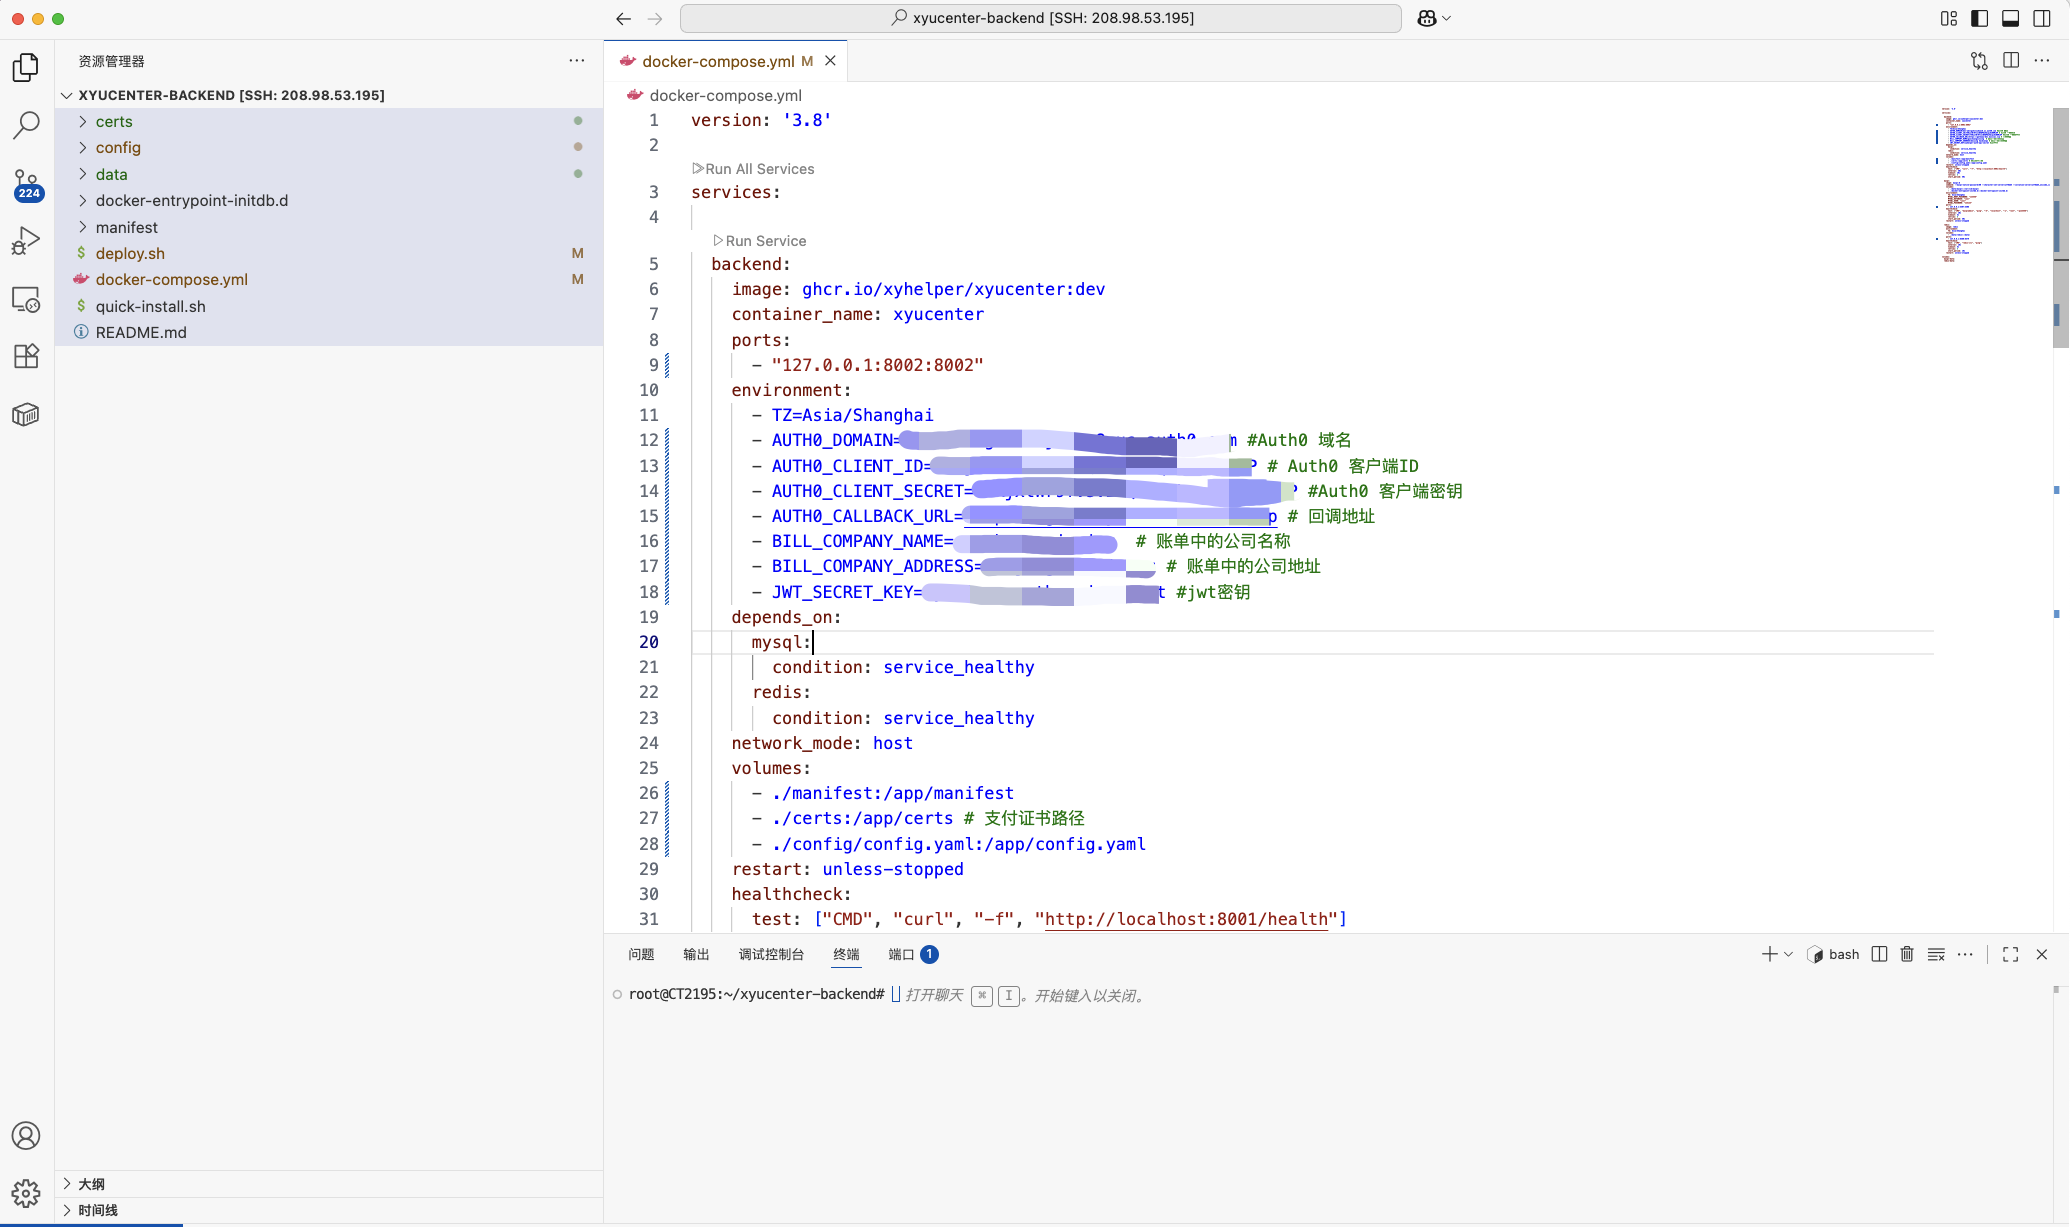 xyucenter-backend [SSH: 208.98.53.195]
资源管理器
XYUCENTER-BACKEND [SSH: 208.98.53.195]
certs
config
data
docker-entrypoint-initdb.d
manifest
$ deploy.sh M
docker-compose.yml M
$ quick-install.sh
README.md
224
大纲
时间线
docker-compose.yml M
docker-compose.yml
1 version: '3.8'
2
Run All Services
3 services:
4
Run Service
5 backend:
6 image: ghcr.io/xyhelper/xyucenter:dev
7 container_name: xyucenter
8 ports:
9 - "127.0.0.1:8002:8002"
10 environment:
11 - TZ=Asia/Shanghai
12 - AUTH0_DOMAIN= #Auth0 域名
13 - AUTH0_CLIENT_ID= # Auth0 客户端ID
14 - AUTH0_CLIENT_SECRET= #Auth0 客户端密钥
15 - AUTH0_CALLBACK_URL= # 回调地址
16 - BILL_COMPANY_NAME= # 账单中的公司名称
17 - BILL_COMPANY_ADDRESS= # 账单中的公司地址
18 - JWT_SECRET_KEY= #jwt密钥
19 depends_on:
20 mysql:
21 condition: service_healthy
22 redis:
23 condition: service_healthy
24 network_mode: host
25 volumes:
26 - ./manifest:/app/manifest
27 - ./certs:/app/certs # 支付证书路径
28 - ./config/config.yaml:/app/config.yaml
29 restart: unless-stopped
30 healthcheck:
31 test: ["CMD", "curl", "-f", "http://localhost:8001/health"]
问题 输出 调试控制台 终端 端口 1
bash
root@CT2195:~/xyucenter-backend# 打开聊天 ⌘ I 。开始键入以关闭。